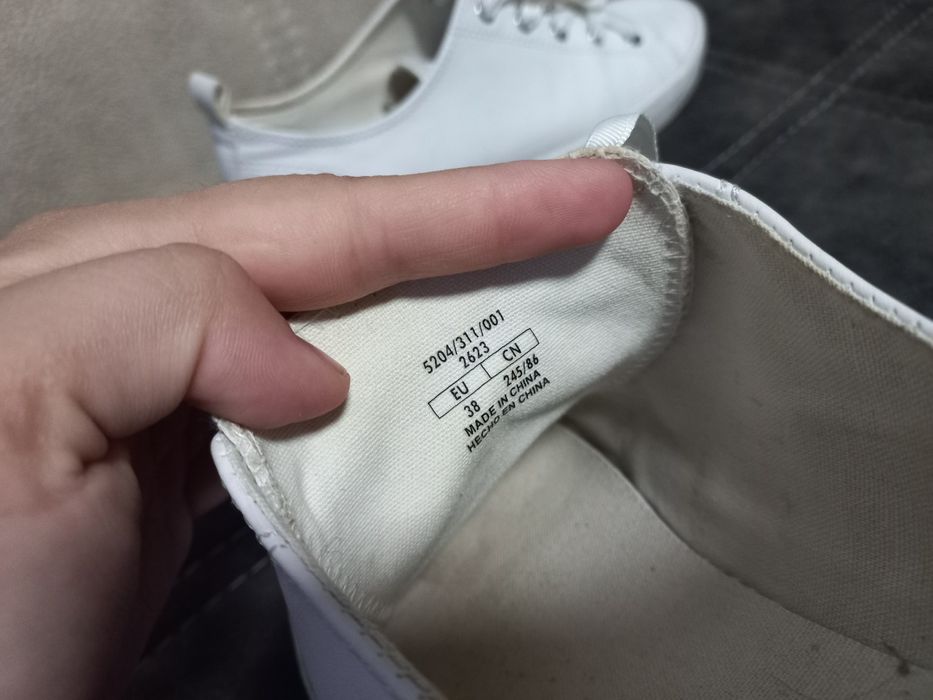 5204/311/001
2623
EU CN
38 245/86
MADE IN CHINA
HECHO EN CHINA